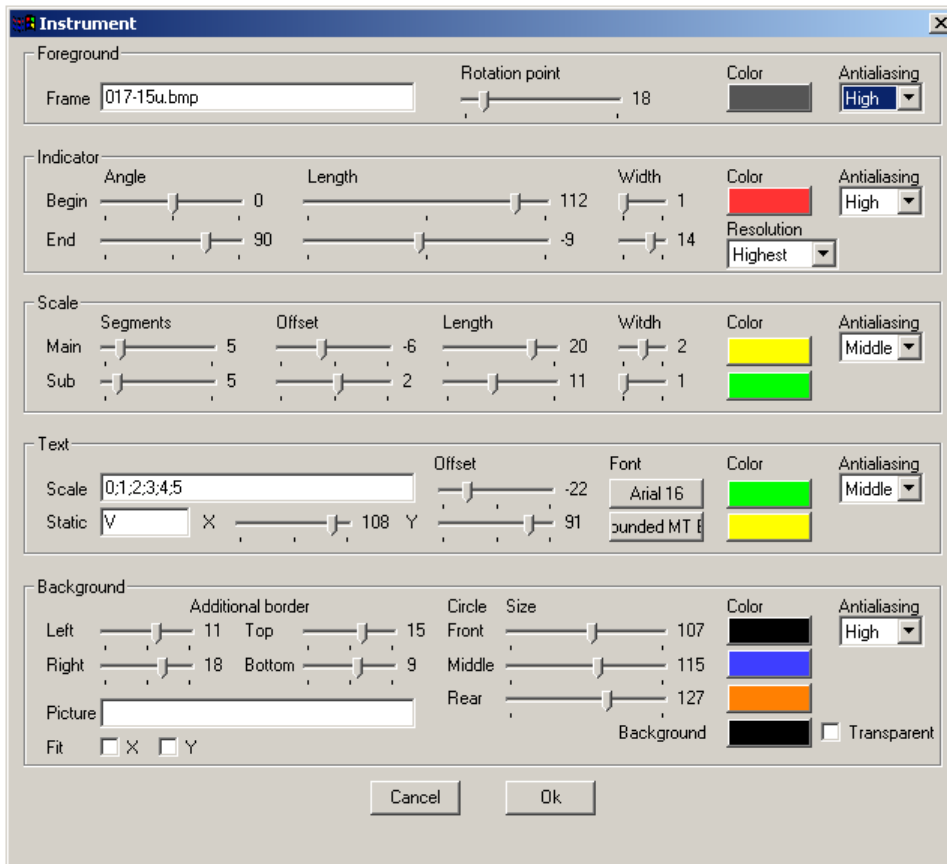 Instrument
Foreground
Rotation point Color Antialiasing
Frame 017-15u.bmp 18 High
Indicator
Angle Length Width Color Antialiasing
Begin 0 112 1 High
End 90 -9 14 Resolution
Highest
Scale
Segments Offset Length Witdh Color Antialiasing
Main 5 -6 20 2 Middle
Sub 5 2 11 1
Text
Offset Font Color Antialiasing
Scale 0;1;2;3;4;5 -22 Arial 16 Middle
Static V X 108 Y 91 ounded MT
Background
Additional border Circle Size Color Antialiasing
Left 11 Top 15 Front 107 High
Right 18 Bottom 9 Middle 115
Rear 127
Picture
Background Transparent
Fit X Y
Cancel Ok